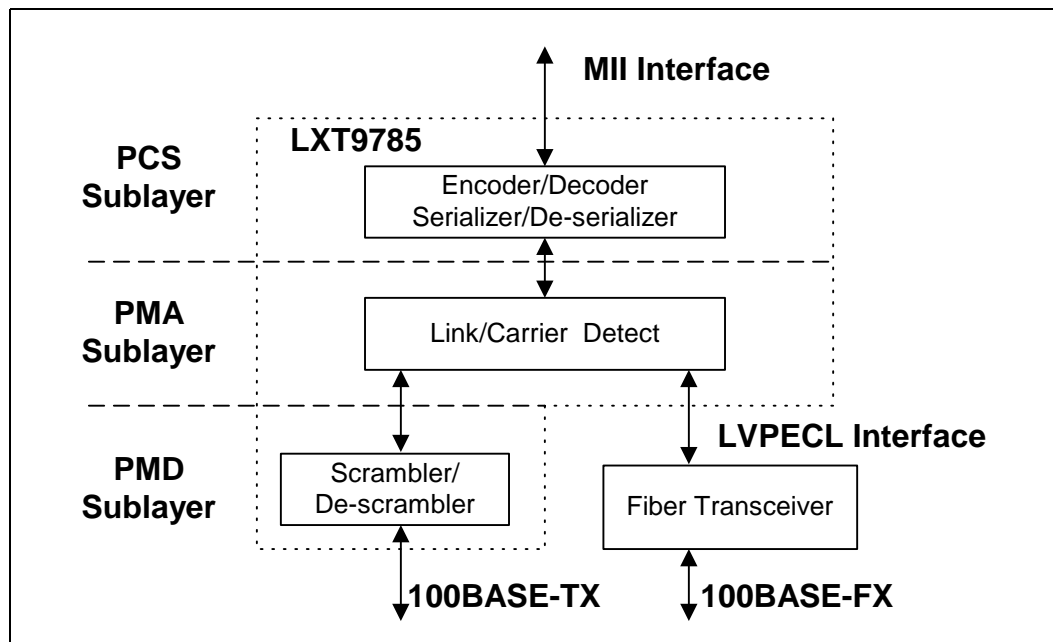 MII Interface
LXT9785
PCS
Sublayer
Encoder/Decoder
Serializer/De-serializer
PMA
Sublayer
Link/Carrier Detect
LVPECL Interface
PMD
Sublayer
Scrambler/
De-scrambler
Fiber Transceiver
100BASE-TX
100BASE-FX